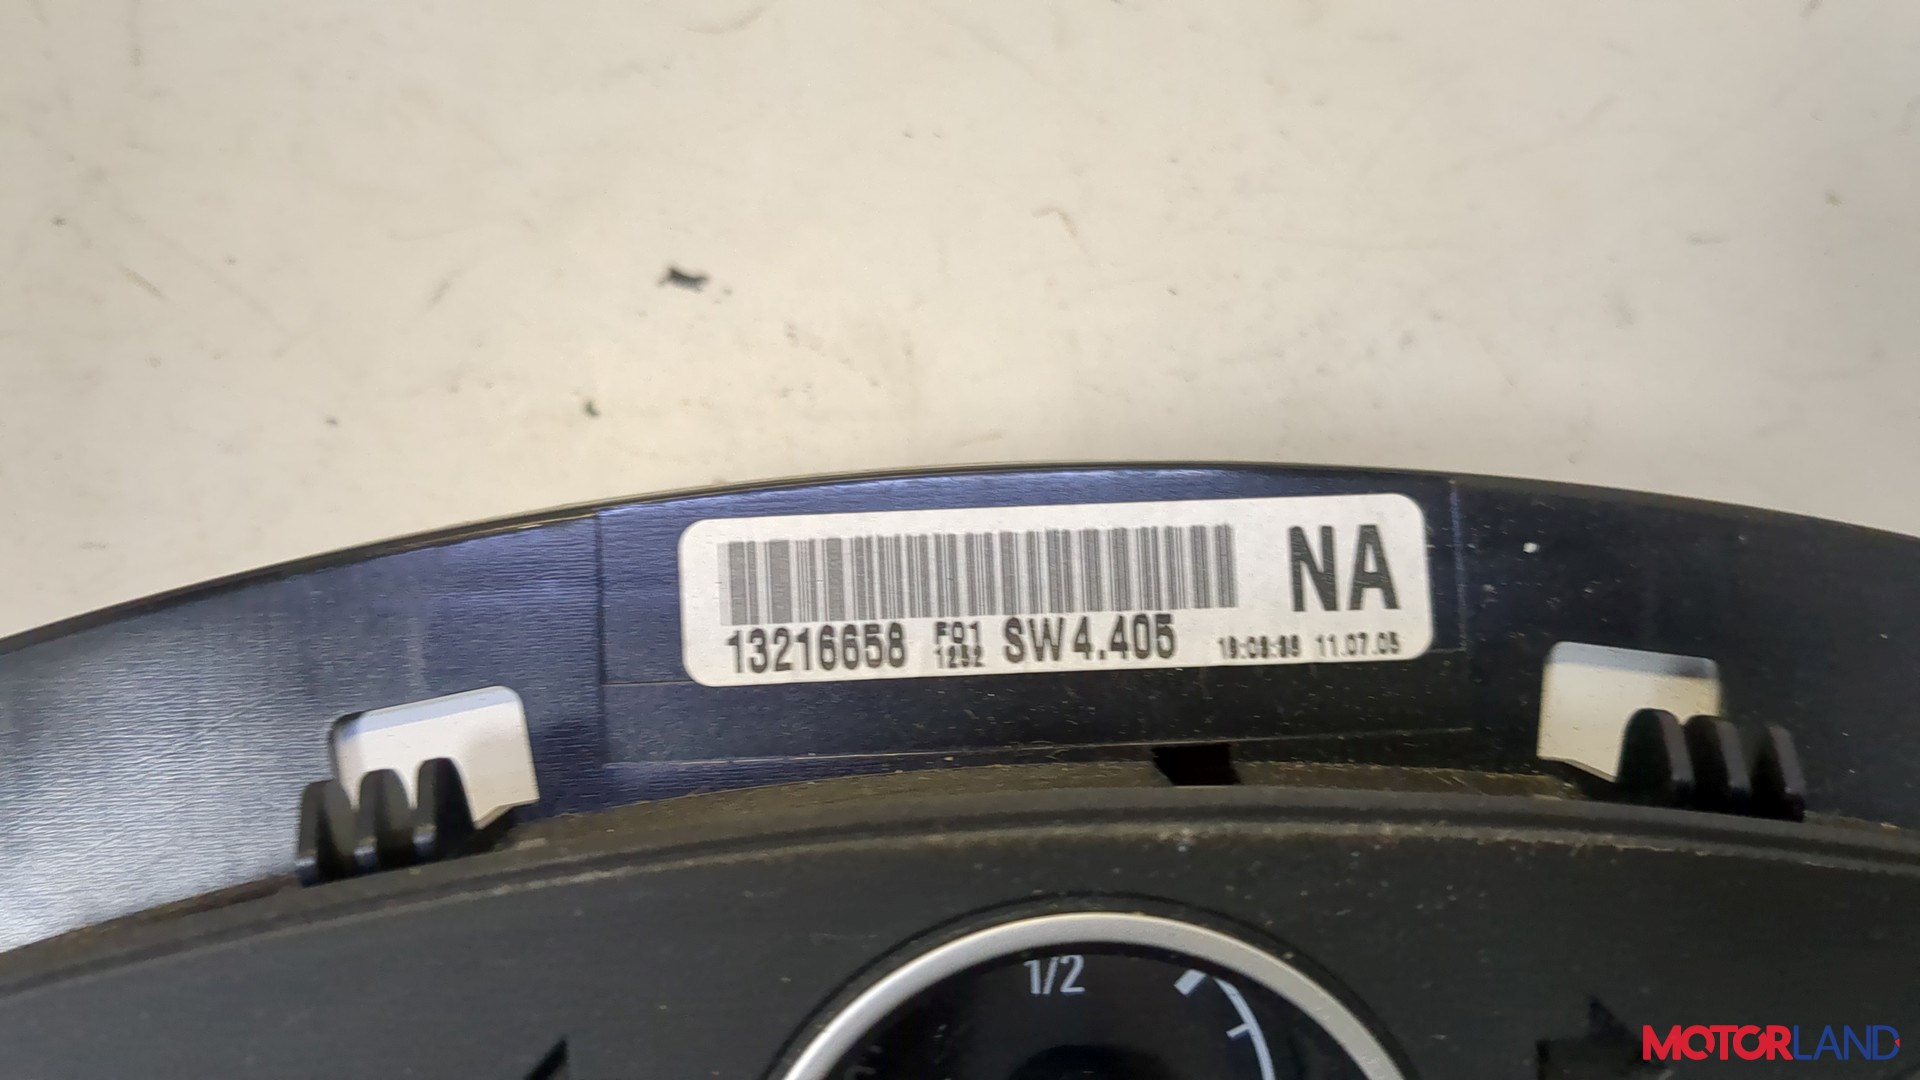 NA
13216658 F01 1252 SW4.405 11.07.05
1/2
MOTORLAND